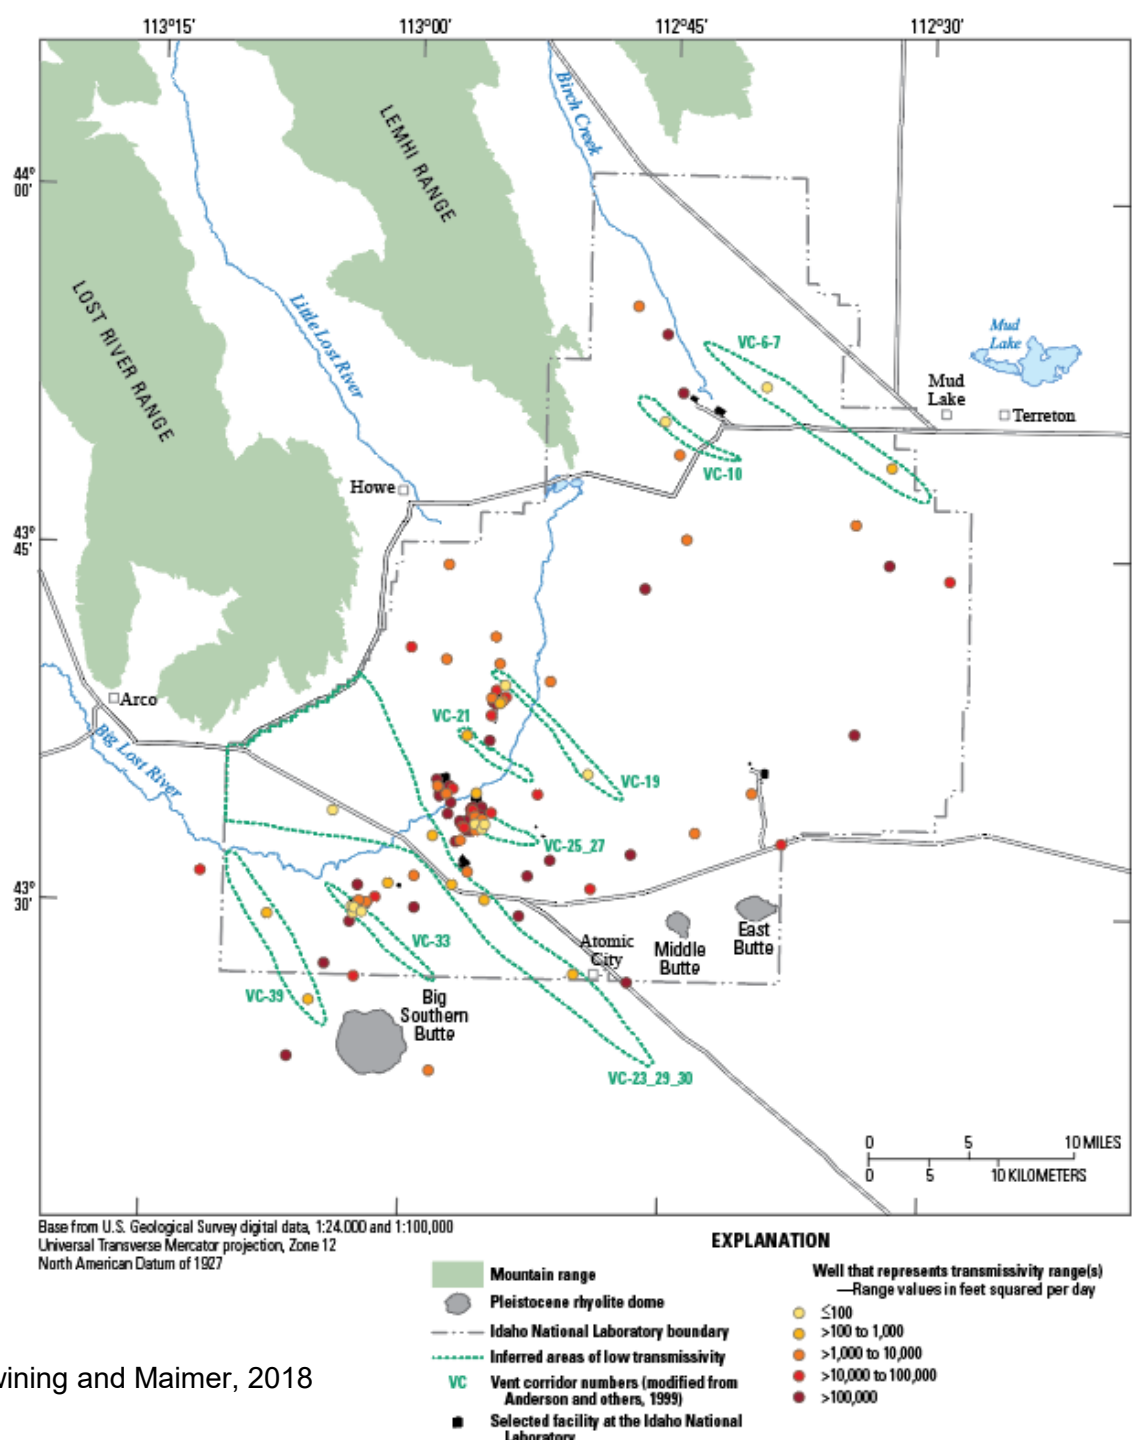 113°15'
113°00'
112°45'
112°30'
Birch Creek
LEMHI RANGE
44°
00'
LOST RIVER RANGE
Little Lost River
Mud
Lake
VC-6-7
Mud
Lake
Terreton
VC-10
Howe
43°
45'
Arco
VC-21
Big Lost River
VC-19
VC-25_27
43°
30'
VC-33
Atomic
City
Middle
Butte
East
Butte
VC-39
Big
Southern
Butte
VC-23_29_30
0 5 10 MILES
0 5 10 KILOMETERS
Base from U.S. Geological Survey digital data, 1:24.000 and 1:100,000
Universal Transverse Mercator projection, Zone 12
North American Datum of 1927
EXPLANATION
Mountain range
Pleistocene rhyolite dome
Idaho National Laboratory boundary
Inferred areas of low transmissivity
VC Vent corridor numbers (modified from
Anderson and others, 1999)
Selected facility at the Idaho National
Laboratory
Well that represents transmissivity range(s)
—Range values in feet squared per day
≤100
>100 to 1,000
>1,000 to 10,000
>10,000 to 100,000
>100,000
wining and Maimer, 2018